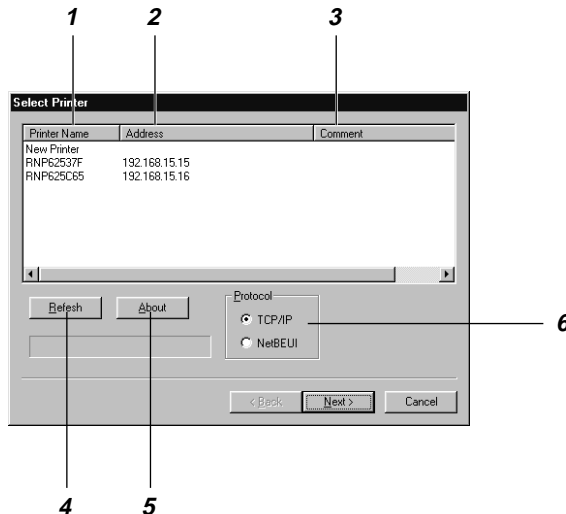 1 2 3
Select Printer
Printer Name Address Comment
New Printer
RNP62537F 192.168.15.15
RNP625C65 192.168.15.16
Refesh About
Protocol
TCP/IP
NetBEUI
6
< Back Next > Cancel
4 5